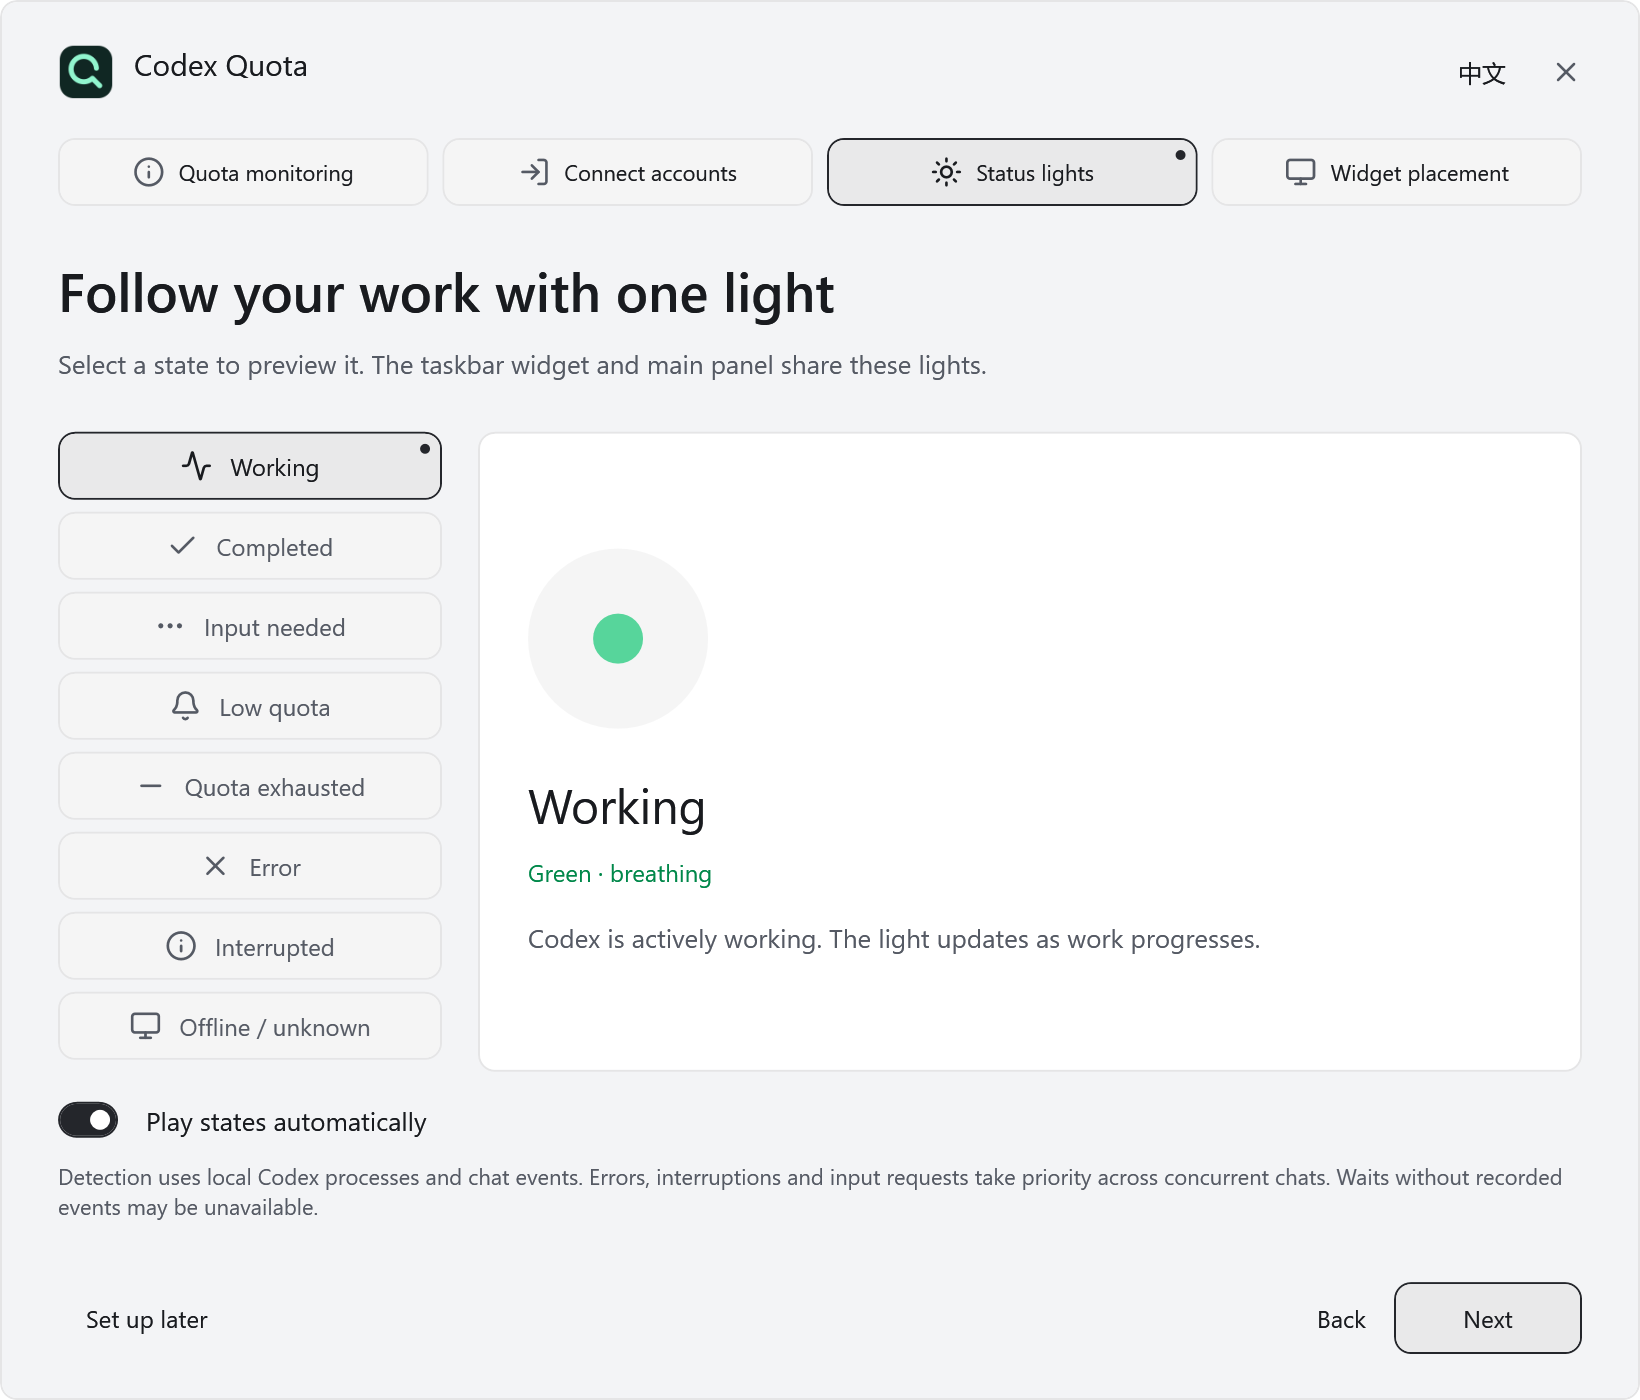 Codex Quota
中文
Quota monitoring
Connect accounts
Status lights
Widget placement
Follow your work with one light
Select a state to preview it. The taskbar widget and main panel share these lights.
Working
Completed
Input needed
Low quota
Quota exhausted
Error
Interrupted
Offline / unknown
Working
Green · breathing
Codex is actively working. The light updates as work progresses.
Play states automatically
Detection uses local Codex processes and chat events. Errors, interruptions and input requests take priority across concurrent chats. Waits without recorded
events may be unavailable.
Set up later
Back
Next